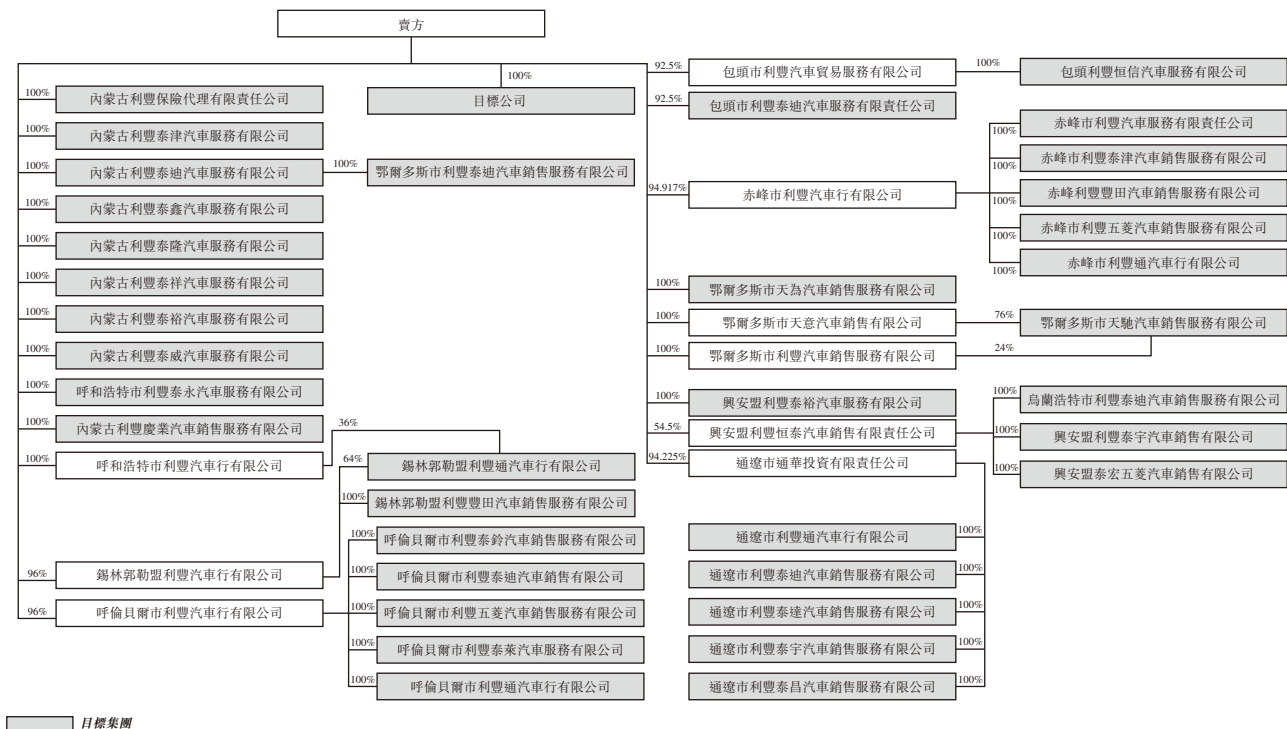 賣方
100%
目標公司
100%
內蒙古利豐保險代理有限責任公司
100%
內蒙古利豐泰津汽車服務有限公司
100%
內蒙古利豐泰迪汽車服務有限公司
100%
鄂爾多斯市利豐泰迪汽車銷售服務有限公司
100%
內蒙古利豐泰鑫汽車服務有限公司
100%
內蒙古利豐泰隆汽車服務有限公司
100%
內蒙古利豐泰祥汽車服務有限公司
100%
內蒙古利豐泰裕汽車服務有限公司
100%
內蒙古利豐泰威汽車服務有限公司
100%
呼和浩特市利豐泰永汽車服務有限公司
100%
內蒙古利豐慶業汽車銷售服務有限公司
100%
呼和浩特市利豐汽車行有限公司
36%
64%
錫林郭勒盟利豐通汽車行有限公司
100%
錫林郭勒盟利豐豐田汽車銷售服務有限公司
96%
錫林郭勒盟利豐汽車行有限公司
96%
呼倫貝爾市利豐汽車行有限公司
100%
呼倫貝爾市利豐泰鈴汽車銷售服務有限公司
100%
呼倫貝爾市利豐泰迪汽車銷售有限公司
100%
呼倫貝爾市利豐五菱汽車銷售服務有限公司
100%
呼倫貝爾市利豐泰萊汽車服務有限公司
100%
呼倫貝爾市利豐通汽車行有限公司
92.5%
包頭市利豐汽車貿易服務有限公司
100%
包頭利豐恒信汽車服務有限公司
92.5%
包頭市利豐泰迪汽車服務有限責任公司
94.917%
赤峰市利豐汽車行有限公司
100%
赤峰市利豐汽車服務有限責任公司
100%
赤峰市利豐泰津汽車銷售服務有限公司
100%
赤峰利豐豐田汽車銷售服務有限公司
100%
赤峰市利豐五菱汽車銷售服務有限公司
100%
赤峰市利豐通汽車行有限公司
100%
鄂爾多斯市天為汽車銷售服務有限公司
100%
鄂爾多斯市天意汽車銷售有限公司
76%
鄂爾多斯市天馳汽車銷售服務有限公司
100%
鄂爾多斯市利豐汽車銷售服務有限公司
24%
100%
興安盟利豐泰裕汽車服務有限公司
54.5%
興安盟利豐恒泰汽車銷售有限責任公司
100%
烏蘭浩特市利豐泰迪汽車銷售服務有限公司
100%
興安盟利豐泰宇汽車銷售有限公司
100%
興安盟泰宏五菱汽車銷售有限公司
94.225%
通遼市通華投資有限責任公司
通遼市利豐通汽車行有限公司
100%
通遼市利豐泰迪汽車銷售服務有限公司
100%
通遼市利豐泰達汽車銷售服務有限公司
100%
通遼市利豐泰宇汽車銷售服務有限公司
100%
通遼市利豐泰昌汽車銷售服務有限公司
100%
目標集團